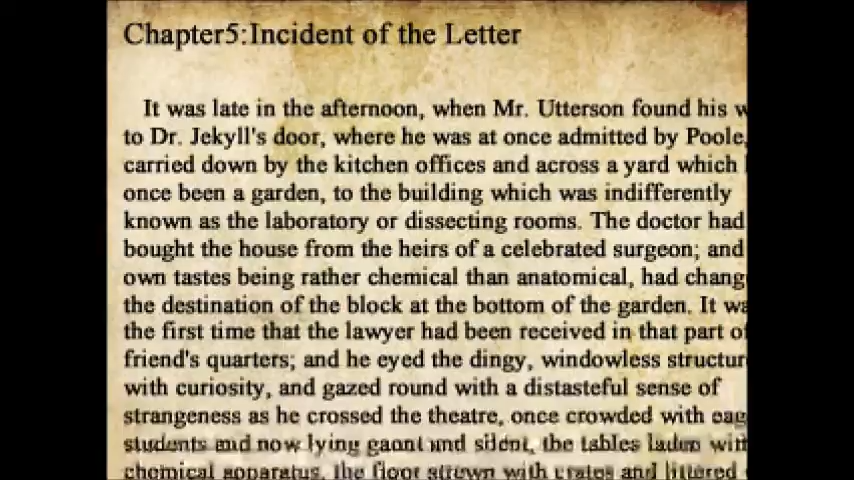 Chapter5:Incident of the Letter
It was late in the afternoon, when Mr. Utterson found his
to Dr. Jekyll's door, where he was at once admitted by Poole,
carried down by the kitchen offices and across a yard which
once been a garden, to the building which was indifferently
known as the laboratory or dissecting rooms. The doctor had
bought the house from the heirs of a celebrated surgeon; and
own tastes being rather chemical than anatomical, had chang
the destination of the block at the bottom of the garden. It wa
the first time that the lawyer had been received in that part of
friend's quarters; and he eyed the dingy, windowless structur
with curiosity, and gazed round with a distasteful sense of
strangeness as he crossed the theatre, once crowded with eag
students and now lying gaunt and silent, the tables laden with
chemical apparatus, the floor strewn with crates and littered